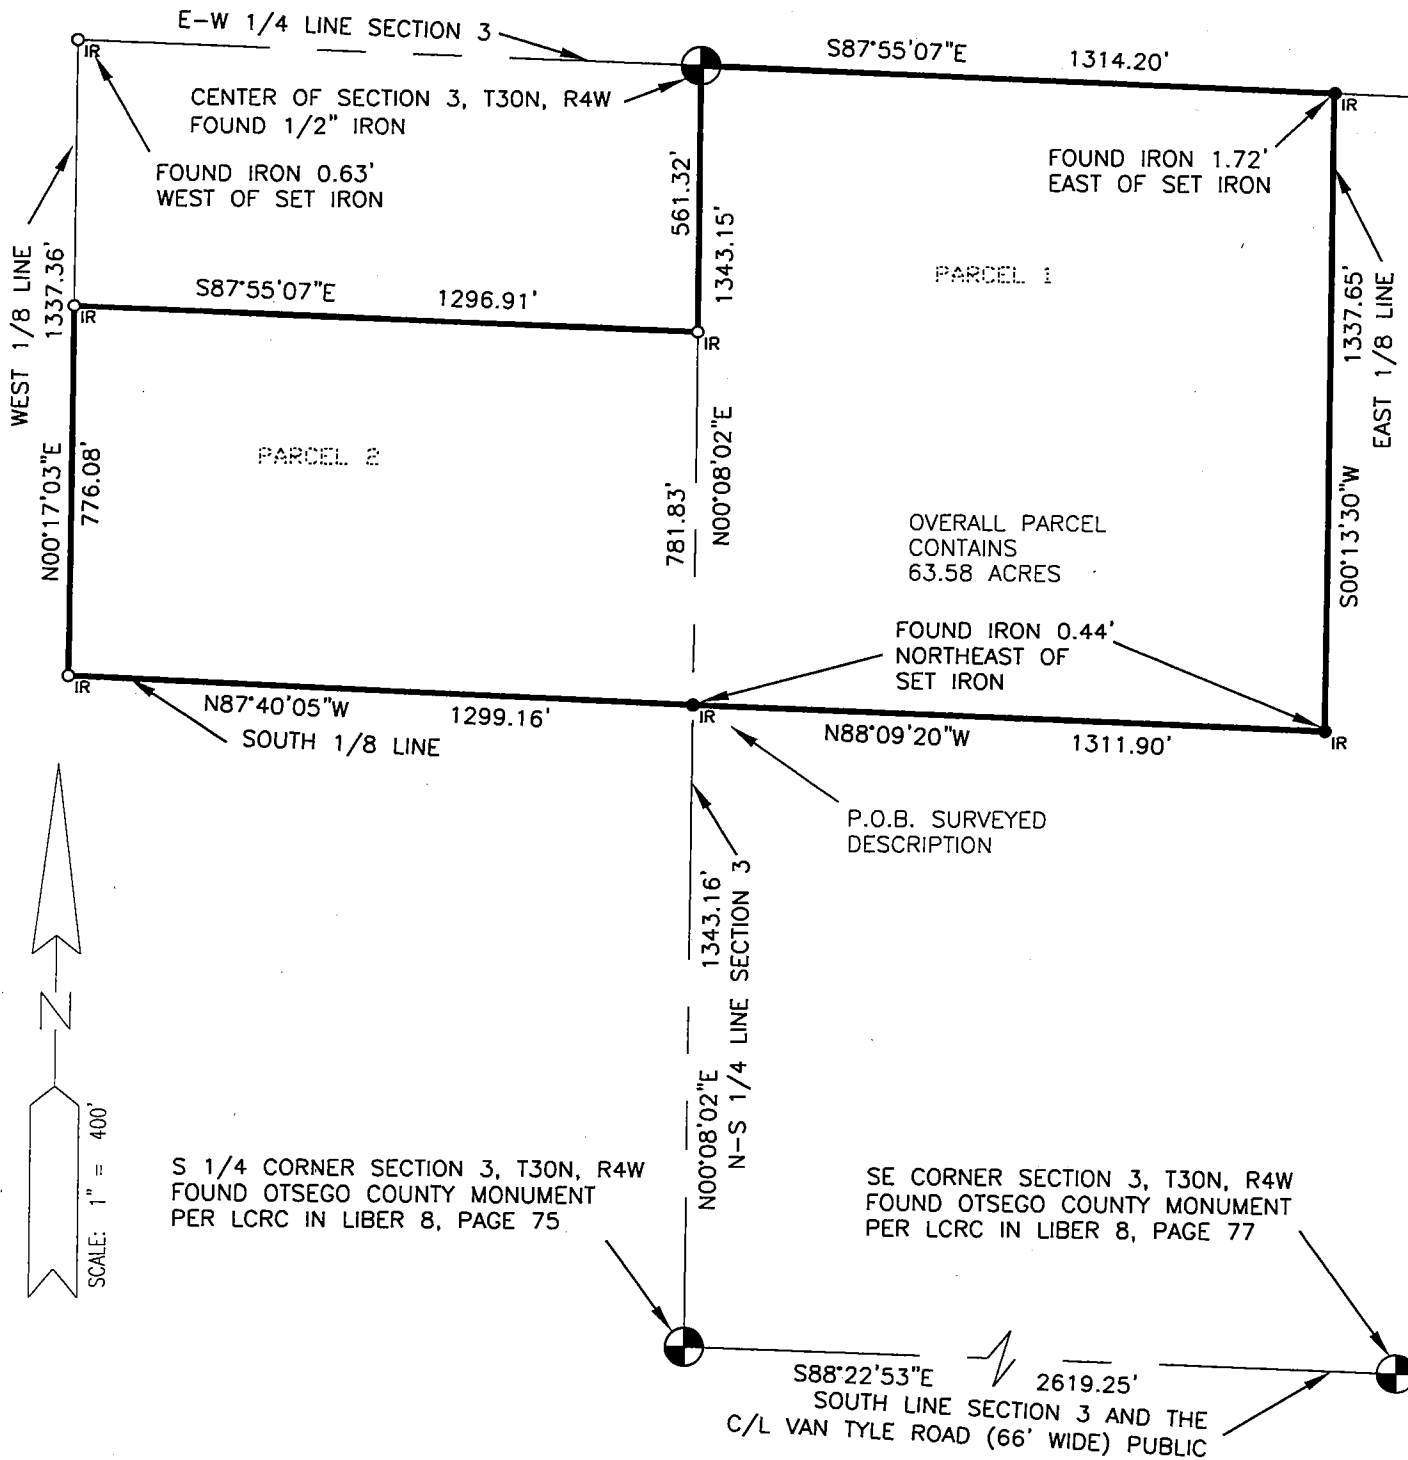 E-W 1/4 LINE SECTION 3
S87°55'07"E 1314.20'
IR
CENTER OF SECTION 3, T30N, R4W
FOUND 1/2" IRON
IR
FOUND IRON 0.63'
WEST OF SET IRON
FOUND IRON 1.72'
EAST OF SET IRON
561.32'
1343.15'
WEST 1/8 LINE
1337.36'
PARCEL 1
1337.65'
EAST 1/8 LINE
S87°55'07"E 1296.91'
IR
IR
N00°17'03"E
776.08'
PARCEL 2
781.83'
N00°08'02"E
S00°13'30"W
OVERALL PARCEL
CONTAINS
63.58 ACRES
FOUND IRON 0.44'
NORTHEAST OF
SET IRON
IR
N87°40'05"W 1299.16'
SOUTH 1/8 LINE
IR
N88°09'20"W 1311.90'
IR
P.O.B. SURVEYED
DESCRIPTION
1343.16'
N00°08'02"E
N-S 1/4 LINE SECTION 3
N
SCALE: 1" = 400'
S 1/4 CORNER SECTION 3, T30N, R4W
FOUND OTSEGO COUNTY MONUMENT
PER LCRC IN LIBER 8, PAGE 75
SE CORNER SECTION 3, T30N, R4W
FOUND OTSEGO COUNTY MONUMENT
PER LCRC IN LIBER 8, PAGE 77
S88°22'53"E 2619.25'
SOUTH LINE SECTION 3 AND THE
C/L VAN TYLE ROAD (66' WIDE) PUBLIC